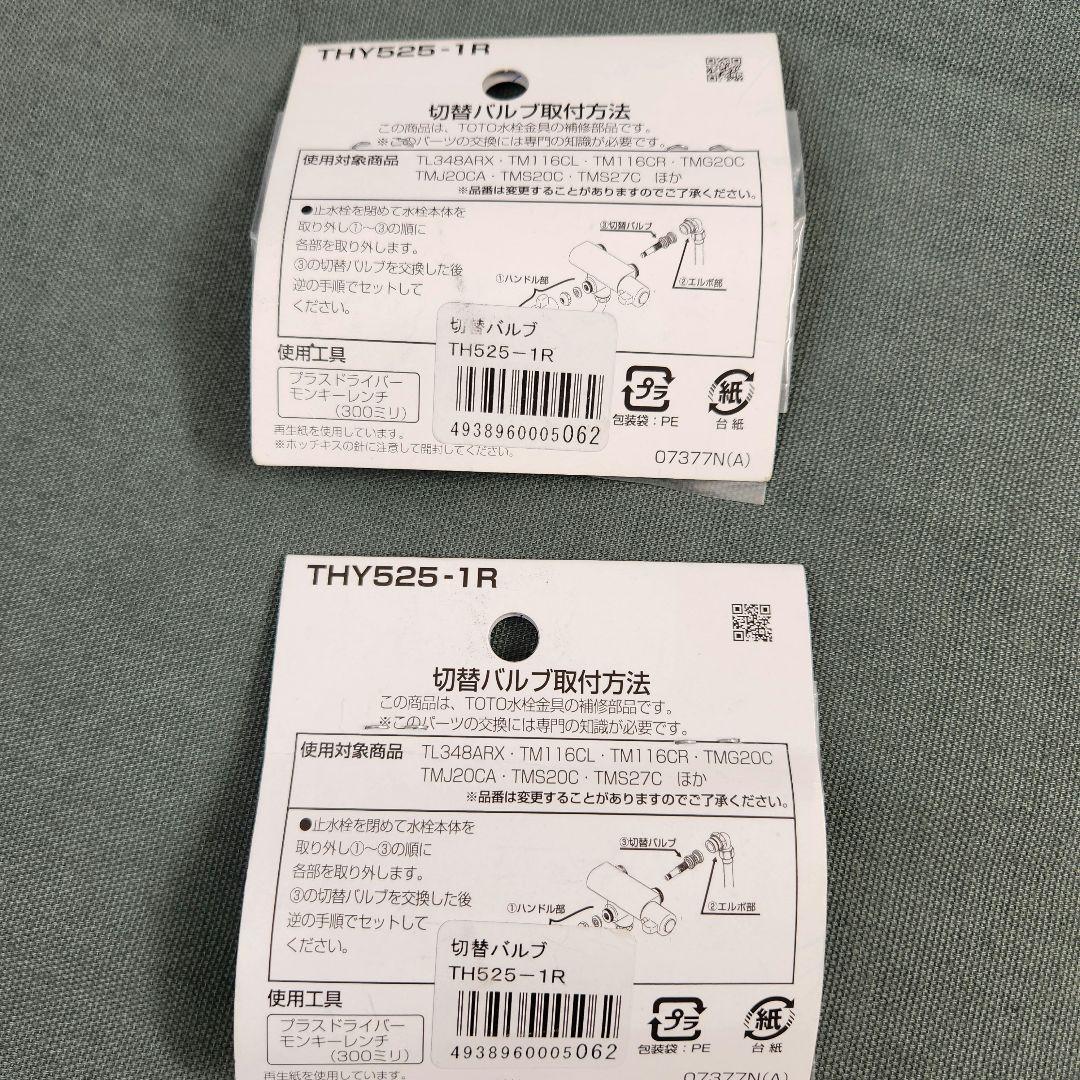 THY525-1R
切替バルブ取付方法
この商品は、TOTO水栓金具の補修部品です。
※このパーツの交換には専門の知識が必要です。
使用対象商品 TL348ARX・TM116CL・TM116CR・TMG20C
TMJ20CA・TMS20C・TMS27C ほか
※品番は変更することがありますのでご了承ください。
●止水栓を閉めて水栓本体を
取り外し①〜③の順に
各部を取り外します。
③の切替バルブを交換した後
逆の手順でセットして
ください。
③切替バルブ
②エルボ部
①ハンドル部
切替バルブ
TH525-1R
4938960005062
使用工具
プラスドライバー
モンキーレンチ
(300ミリ)
プラ
包装袋:PE
紙
台紙
再生紙を使用しています。
※ホッチキスの針に注意して開封してください。
07377N(A)
THY525-1R
切替バルブ取付方法
この商品は、TOTO水栓金具の補修部品です。
※このパーツの交換には専門の知識が必要です。
使用対象商品 TL348ARX・TM116CL・TM116CR・TMG20C
TMJ20CA・TMS20C・TMS27C ほか
※品番は変更することがありますのでご了承ください。
●止水栓を閉めて水栓本体を
取り外し①〜③の順に
各部を取り外します。
③の切替バルブを交換した後
逆の手順でセットして
ください。
③切替バルブ
②エルボ部
①ハンドル部
切替バルブ
TH525-1R
4938960005062
使用工具
プラスドライバー
モンキーレンチ
(300ミリ)
プラ
包装袋:PE
紙
台紙
再生紙を使用しています。
07377N(A)